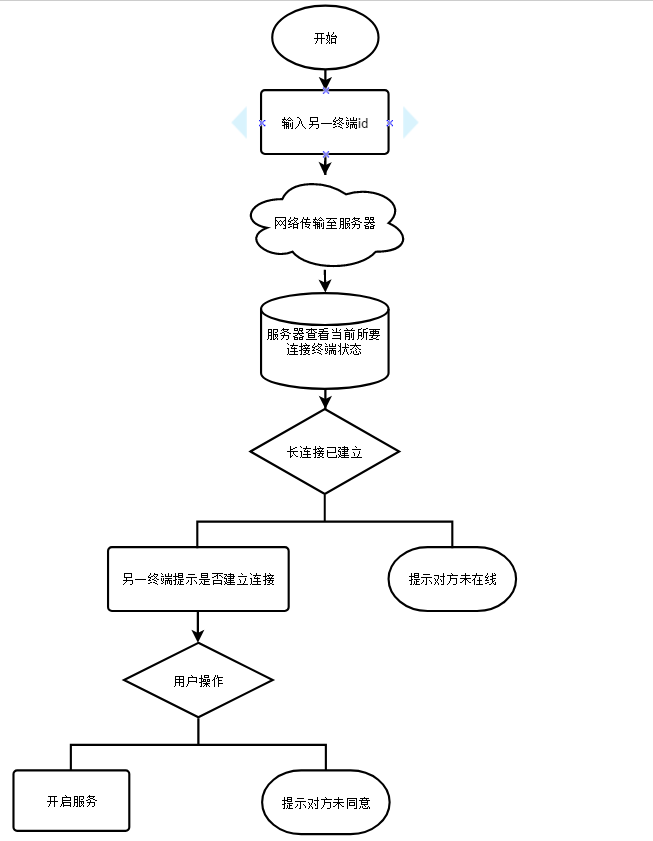 开始
输入另一终端id
网络传输至服务器
服务器查看当前所要
连接终端状态
长连接已建立
另一终端提示是否建立连接
提示对方未在线
用户操作
开启服务
提示对方未同意